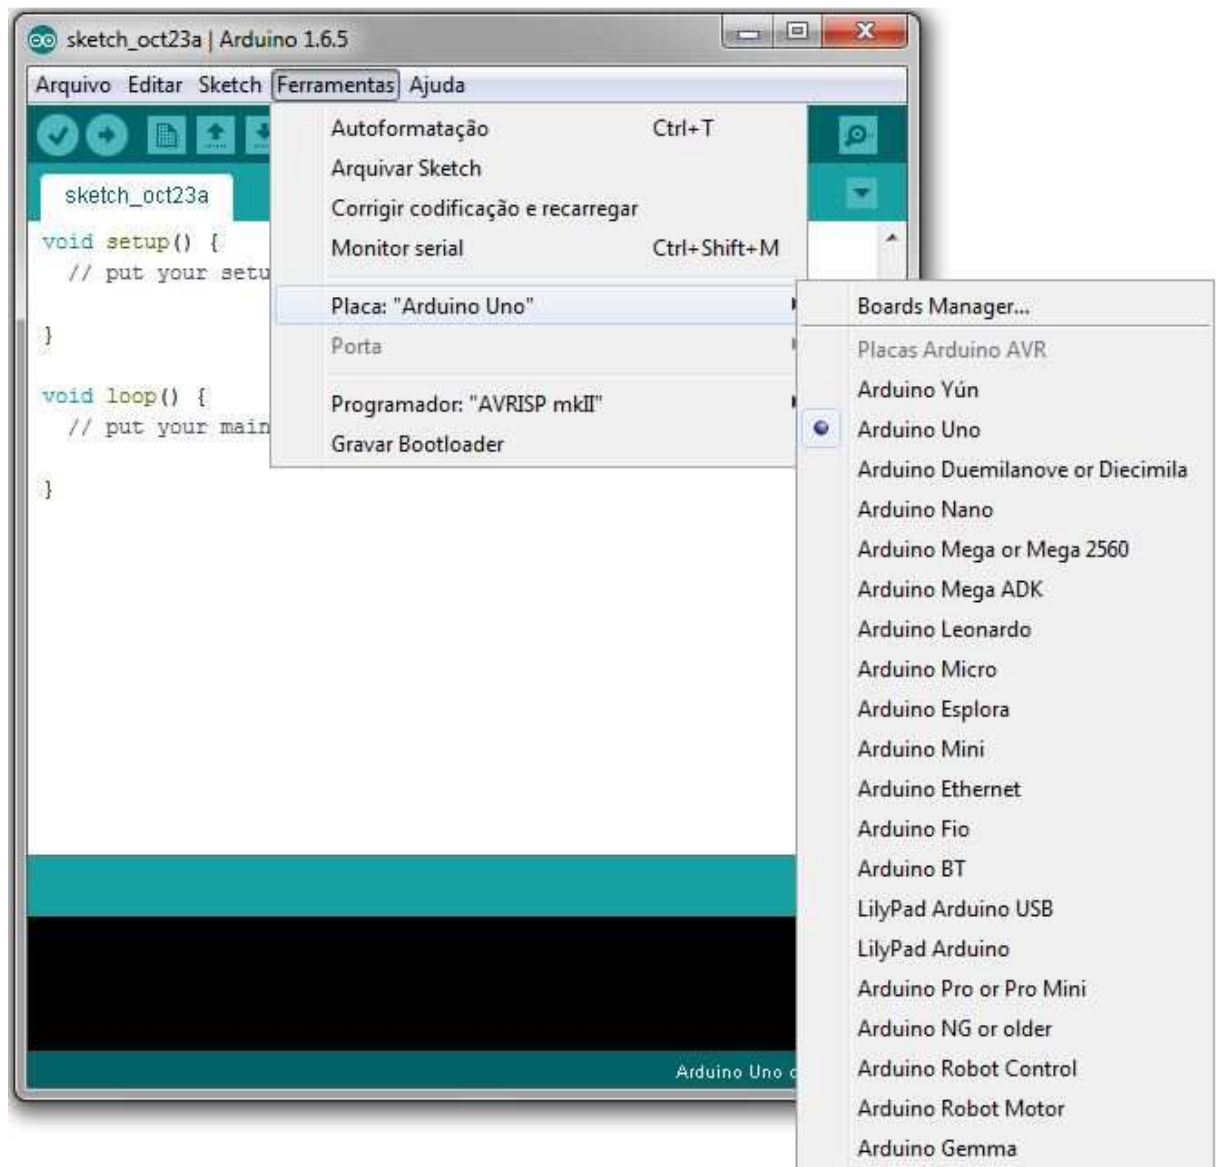 sketch_oct23a | Arduino 1.6.5
Arquivo Editar Sketch Ferramentas Ajuda
Autoformatação Ctrl+T
Arquivar Sketch
Corrigir codificação e recarregar
Monitor serial Ctrl+Shift+M
Placa: "Arduino Uno"
Porta
Programador: "AVRISP mkII"
Gravar Bootloader
sketch_oct23a
void setup() {
// put your setu
}
void loop() {
// put your main
}
Boards Manager...
Placas Arduino AVR
Arduino Yún
Arduino Uno
Arduino Duemilanove or Diecimila
Arduino Nano
Arduino Mega or Mega 2560
Arduino Mega ADK
Arduino Leonardo
Arduino Micro
Arduino Esplora
Arduino Mini
Arduino Ethernet
Arduino Fio
Arduino BT
LilyPad Arduino USB
LilyPad Arduino
Arduino Pro or Pro Mini
Arduino NG or older
Arduino Robot Control
Arduino Robot Motor
Arduino Gemma
Arduino Uno